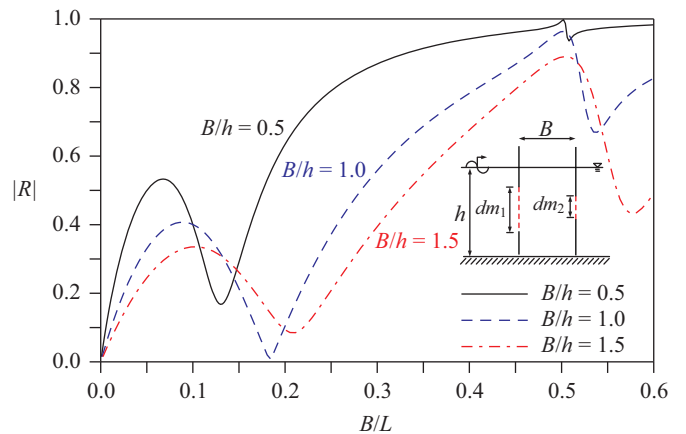 1.0
0.8
0.6
0.4
0.2
0.0
|R|
B/h = 0.5
B/h = 1.0
B/h = 1.5
B
h
dm₁
dm₂
B/h = 0.5
B/h = 1.0
B/h = 1.5
0.0 0.1 0.2 0.3 0.4 0.5 0.6
B/L